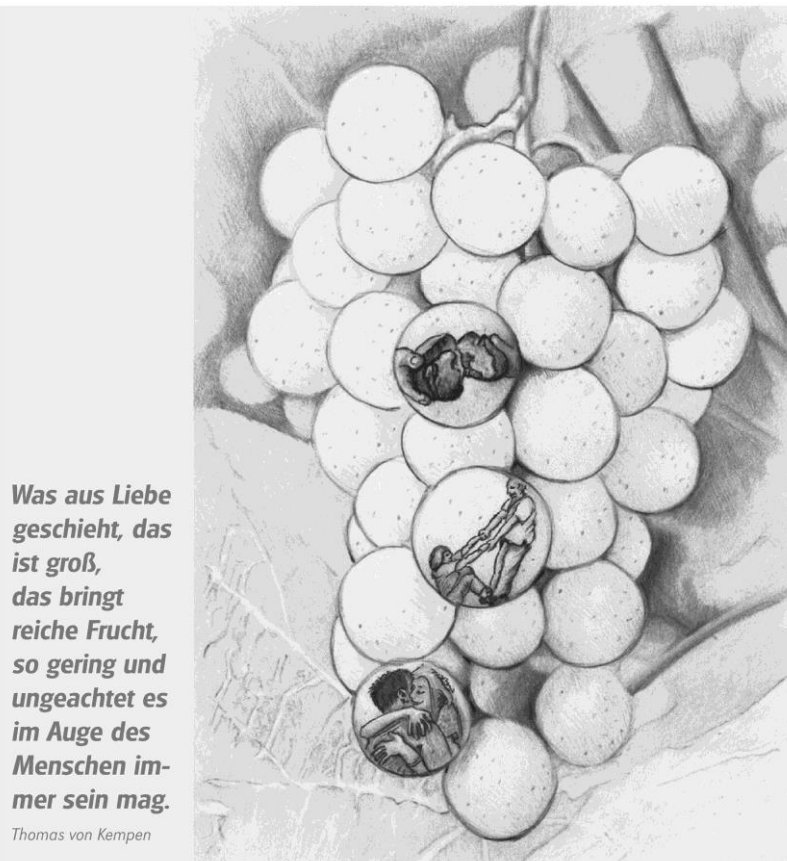 Was aus Liebe
geschieht, das
ist groß,
das bringt
reiche Frucht,
so gering und
ungeachtet es
im Auge des
Menschen im-
mer sein mag.
Thomas von Kempen